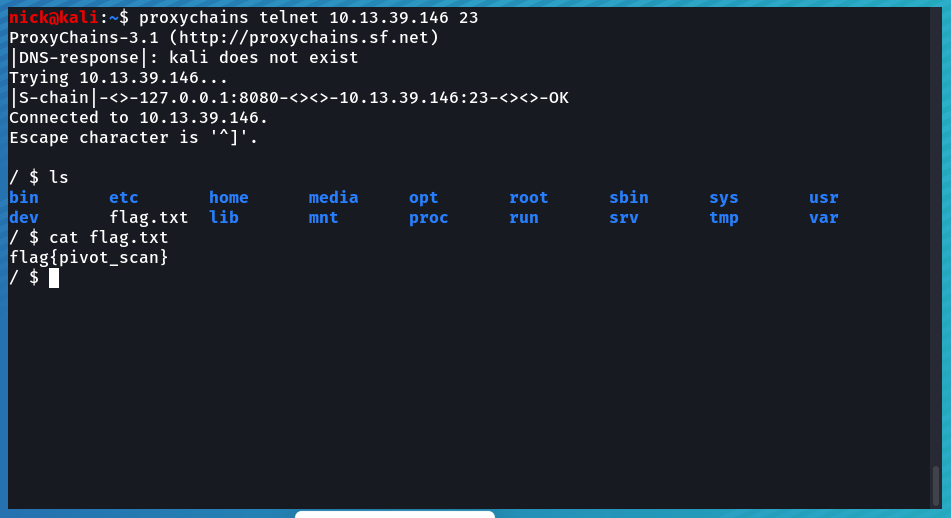 nick@kali:~$ proxychains telnet 10.13.39.146 23
ProxyChains-3.1 (http://proxychains.sf.net)
|DNS-response|: kali does not exist
Trying 10.13.39.146...
|S-chain|-<>-127.0.0.1:8080-<><>-10.13.39.146:23-<><>-OK
Connected to 10.13.39.146.
Escape character is '^]'.
/ $ ls
bin etc home media opt root sbin sys usr
dev flag.txt lib mnt proc run srv tmp var
/ $ cat flag.txt
flag{pivot_scan}
/ $